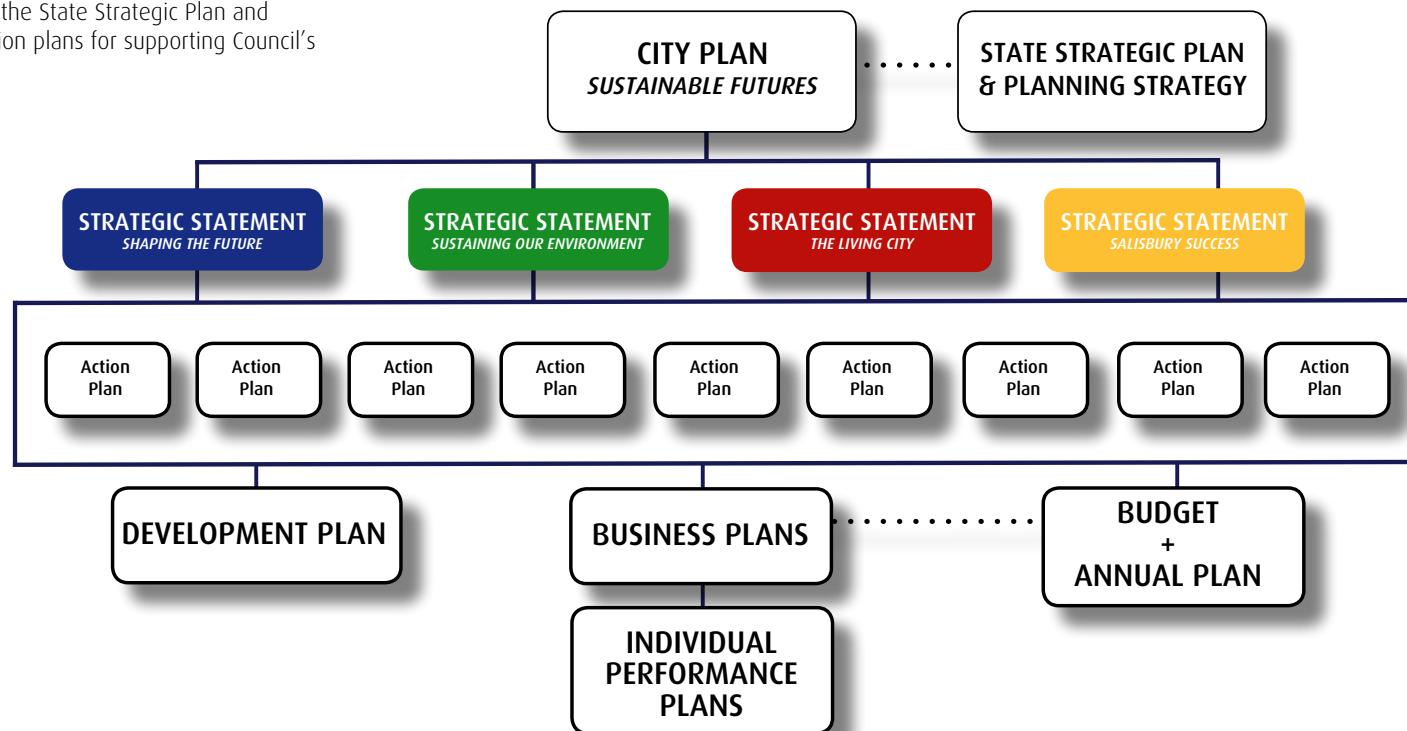 the State Strategic Plan and
ion plans for supporting Council’s
CITY PLAN
SUSTAINABLE FUTURES
STATE STRATEGIC PLAN
& PLANNING STRATEGY
STRATEGIC STATEMENT
SHAPING THE FUTURE
STRATEGIC STATEMENT
SUSTAINING OUR ENVIRONMENT
STRATEGIC STATEMENT
THE LIVING CITY
STRATEGIC STATEMENT
SALISBURY SUCCESS
Action
Plan
Action
Plan
Action
Plan
Action
Plan
Action
Plan
Action
Plan
Action
Plan
Action
Plan
Action
Plan
DEVELOPMENT PLAN
BUSINESS PLANS
BUDGET
+
ANNUAL PLAN
INDIVIDUAL
PERFORMANCE
PLANS